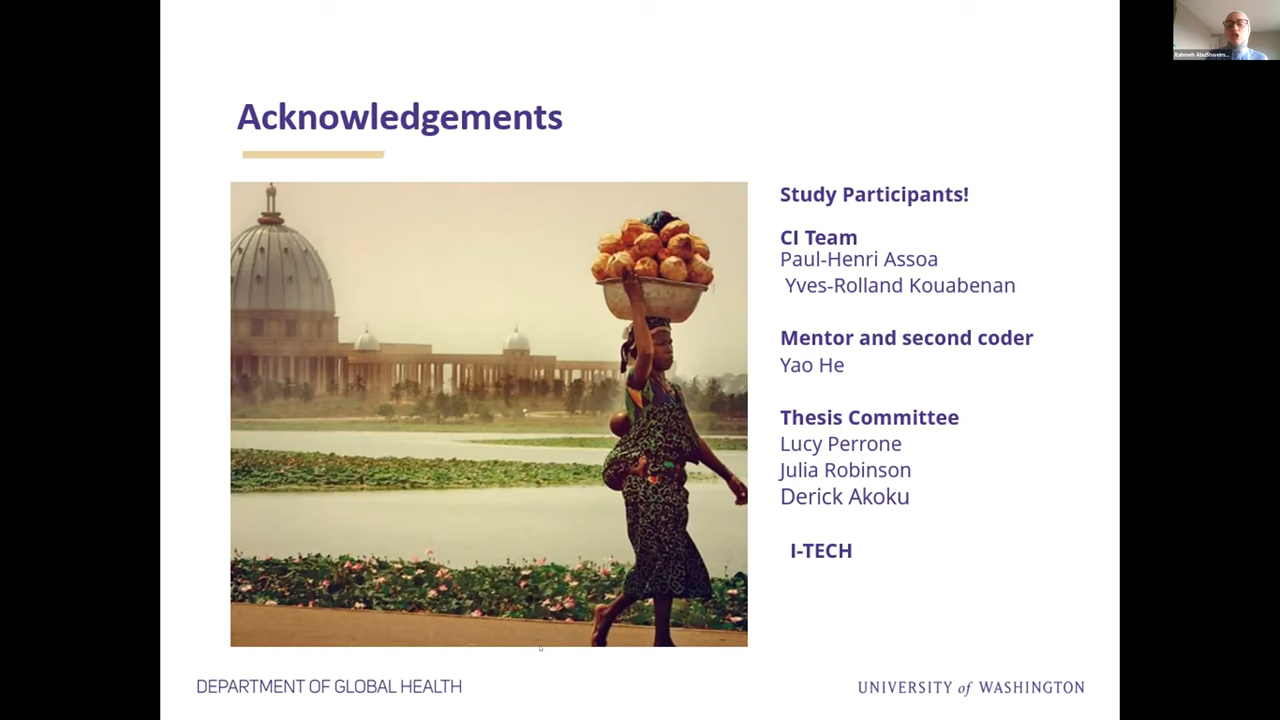 Acknowledgements
Study Participants!
CI Team
Paul-Henri Assoa
Yves-Rolland Kouabenan
Mentor and second coder
Yao He
Thesis Committee
Lucy Perrone
Julia Robinson
Derick Akoku
I-TECH
DEPARTMENT OF GLOBAL HEALTH
UNIVERSITY of WASHINGTON